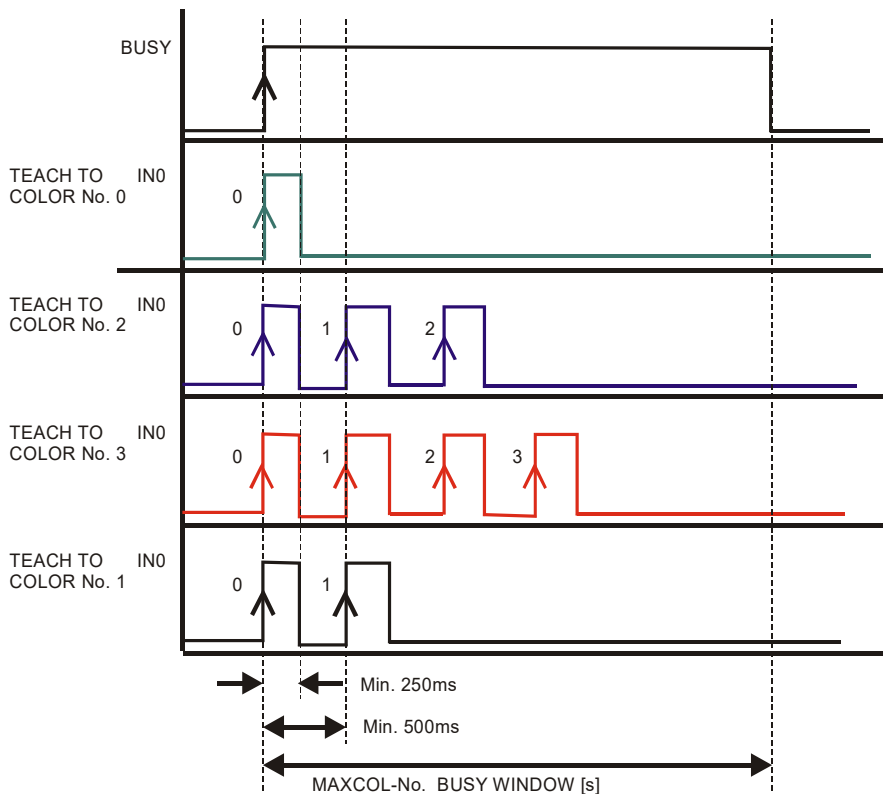 BUSY
TEACH TO IN0
COLOR No. 0
0
TEACH TO IN0
COLOR No. 2
0 1 2
TEACH TO IN0
COLOR No. 3
0 1 2 3
TEACH TO IN0
COLOR No. 1
0 1
Min. 250ms
Min. 500ms
MAXCOL-No. BUSY WINDOW [s]